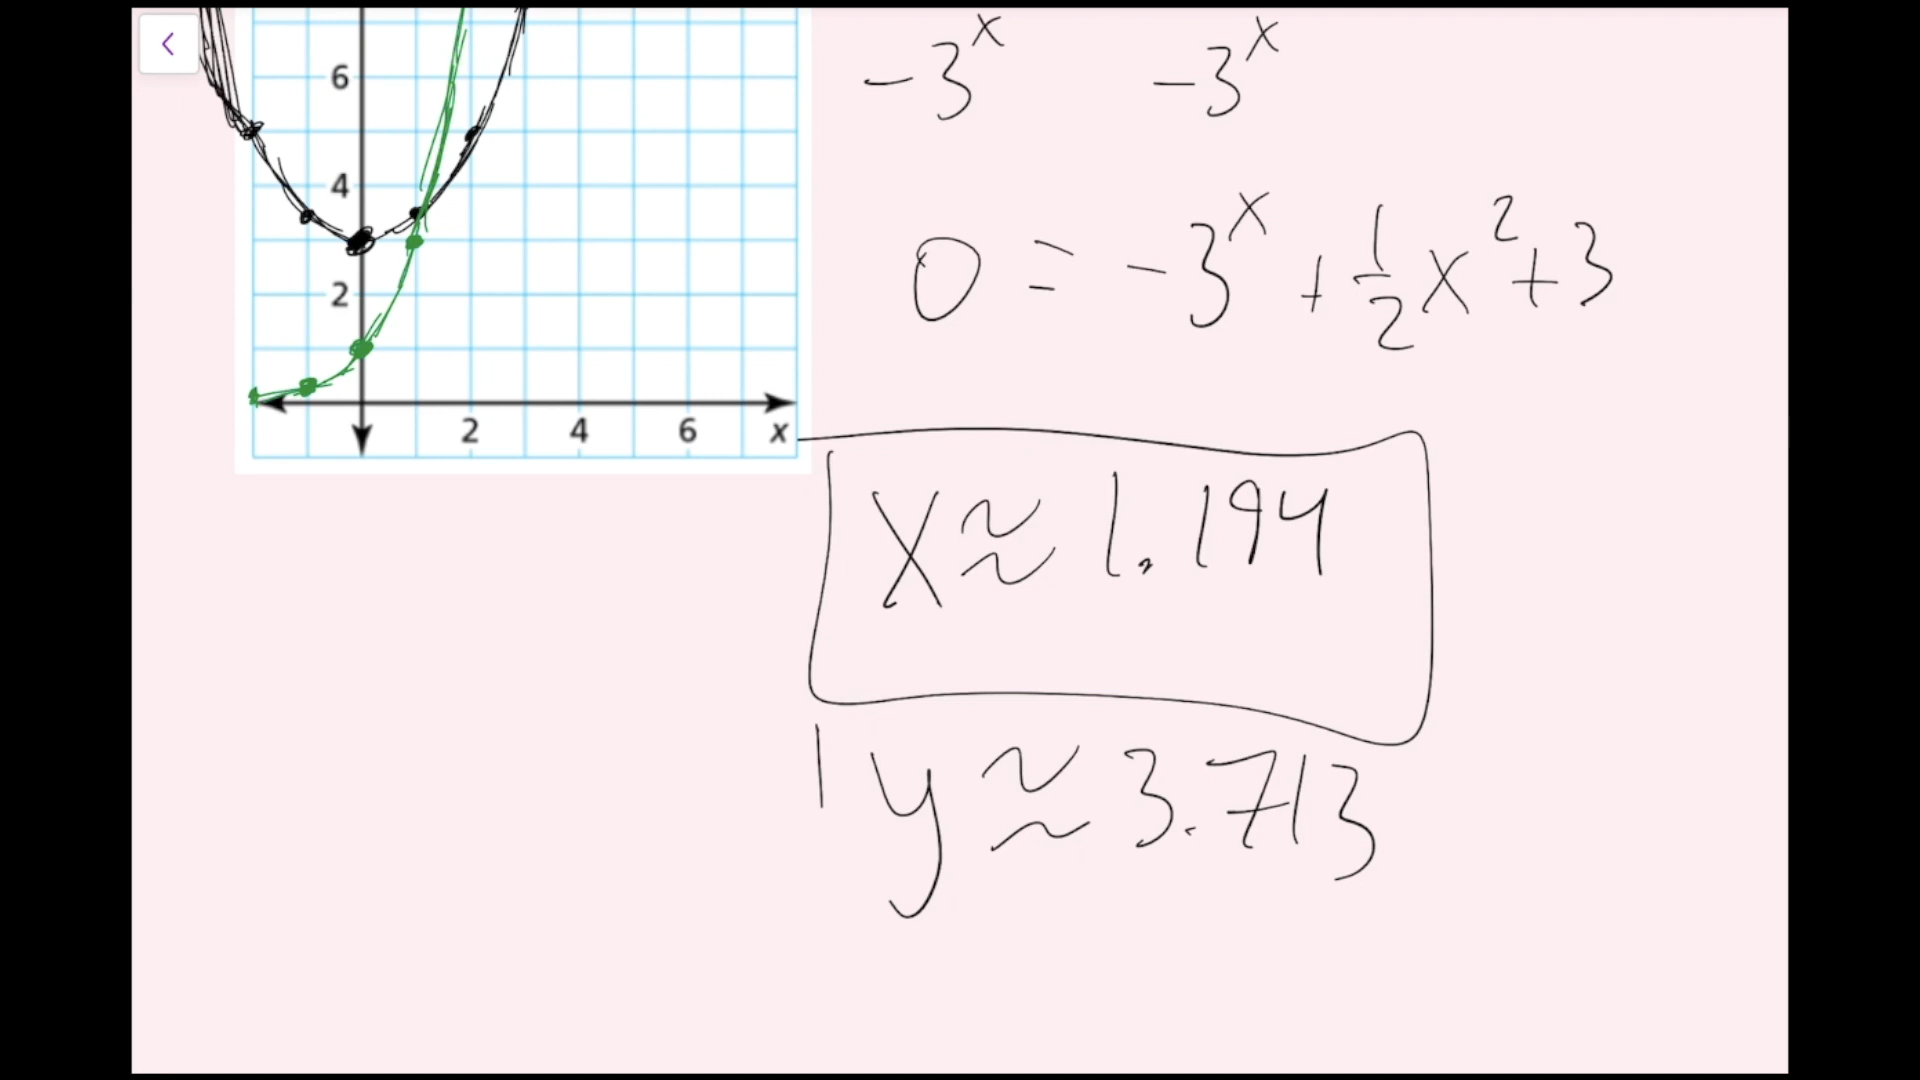 6
4
2
2 4 6 x
-3^x -3^x
0 = -3^x + 1/2 x^2 + 3
x ≈ 1.194
y ≈ 3.713